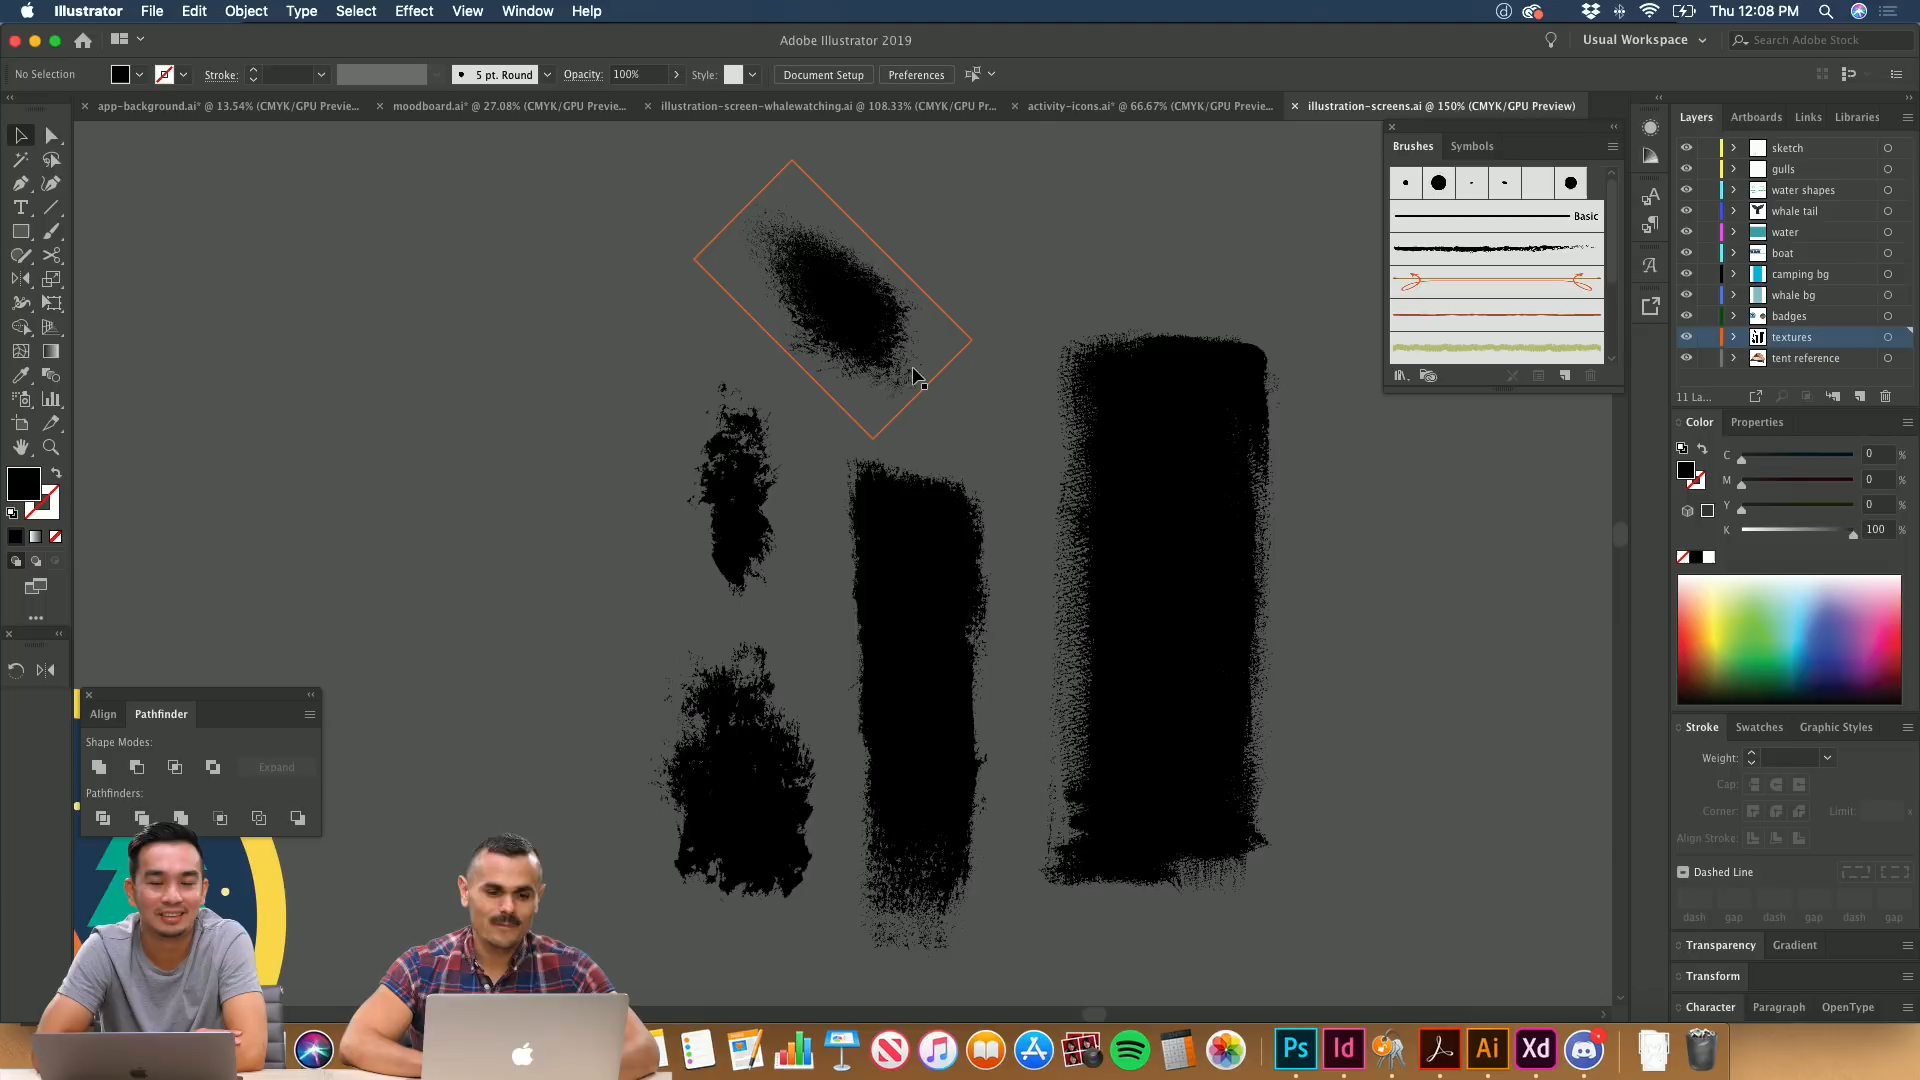 Illustrator File Edit Object Type Select Effect View Window Help
Thu 12:08 PM
Adobe Illustrator 2019
Usual Workspace
Search Adobe Stock
No Selection
Stroke:
5 pt. Round
Opacity: 100%
Style:
Document Setup
Preferences
app-background.ai* @ 13.54% (CMYK/GPU Previe...
moodboard.ai* @ 27.08% (CMYK/GPU Previe...
illustration-screen-whalewatching.ai @ 108.33% (CMYK/GPU Pr...
activity-icons.ai* @ 66.67% (CMYK/GPU Previe...
illustration-screens.ai @ 150% (CMYK/GPU Preview)
Brushes Symbols
Basic
Layers Artboards Links Libraries
sketch
gulls
water shapes
whale tail
water
boat
camping bg
whale bg
badges
textures
tent reference
11 La...
Color Properties
C 0 %
M 0 %
Y 0 %
K 100 %
Stroke Swatches Graphic Styles
Weight:
Cap:
Corner: Limit: x
Align Stroke:
Dashed Line
dash gap dash gap dash gap
Transparency Gradient
Transform
Character Paragraph OpenType
Align Pathfinder
Shape Modes:
Expand
Pathfinders:
Ps Id Ai Xd